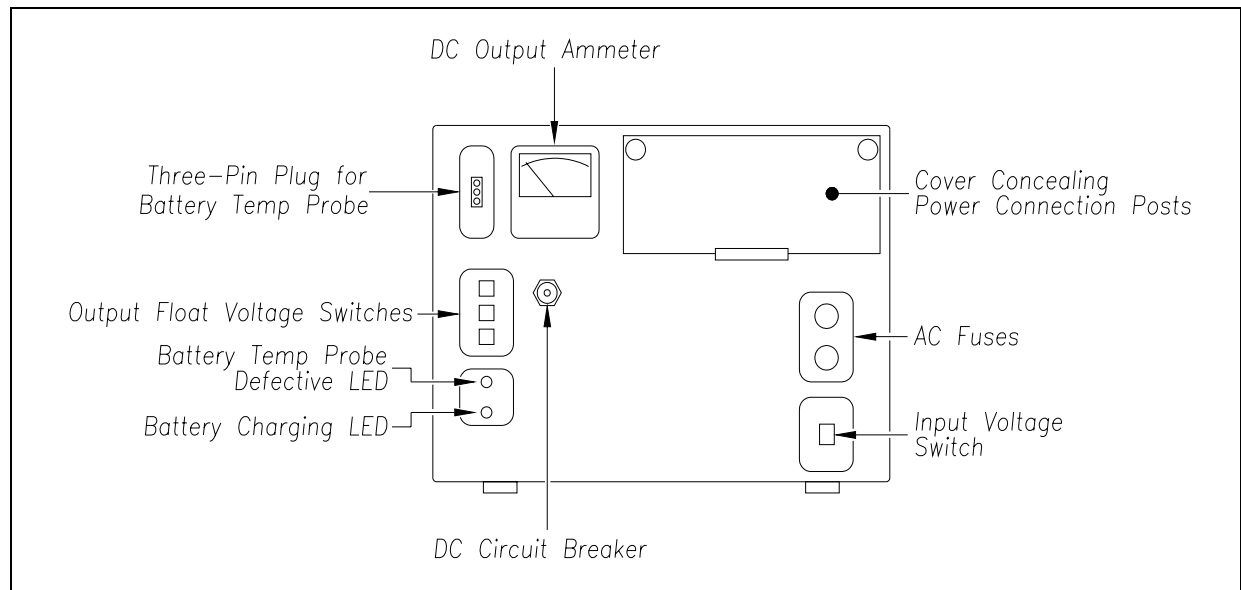 DC Output Ammeter
Three-Pin Plug for
Battery Temp Probe
Cover Concealing
Power Connection Posts
Output Float Voltage Switches
AC Fuses
Battery Temp Probe
Defective LED
Battery Charging LED
Input Voltage
Switch
DC Circuit Breaker